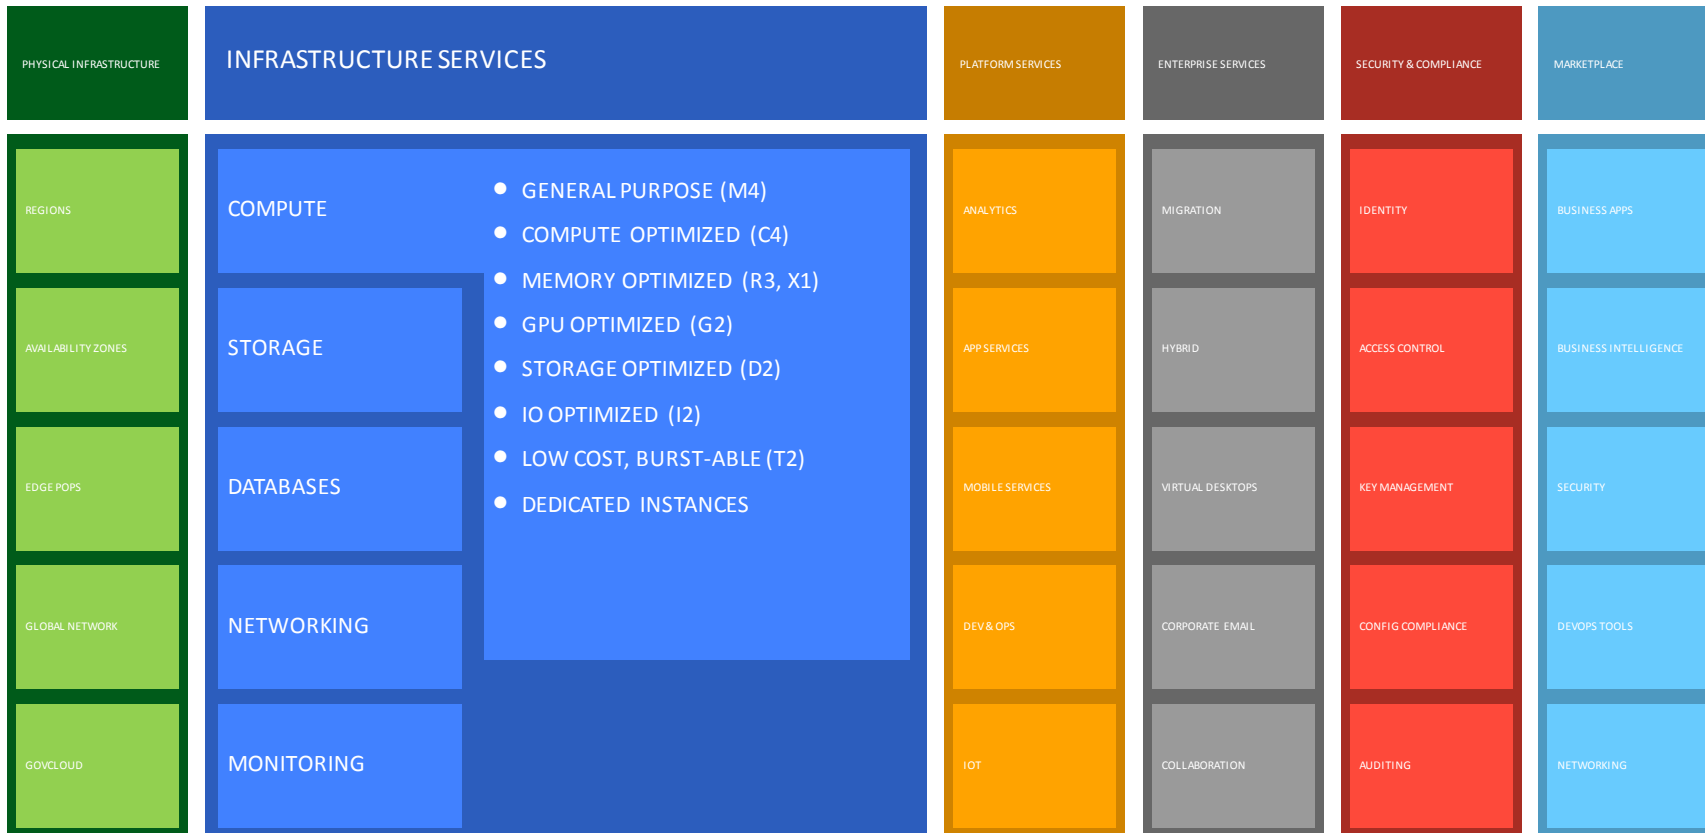 PHYSICAL INFRASTRUCTURE
INFRASTRUCTURE SERVICES
PLATFORM SERVICES
ENTERPRISE SERVICES
SECURITY & COMPLIANCE
MARKETPLACE
REGIONS
AVAILABILITY ZONES
EDGE POPS
GLOBAL NETWORK
GOVCLOUD
COMPUTE
STORAGE
DATABASES
NETWORKING
MONITORING
● GENERAL PURPOSE (M4)
● COMPUTE OPTIMIZED (C4)
● MEMORY OPTIMIZED (R3, X1)
● GPU OPTIMIZED (G2)
● STORAGE OPTIMIZED (D2)
● IO OPTIMIZED (I2)
● LOW COST, BURST-ABLE (T2)
● DEDICATED INSTANCES
ANALYTICS
APP SERVICES
MOBILE SERVICES
DEV & OPS
IOT
MIGRATION
HYBRID
VIRTUAL DESKTOPS
CORPORATE EMAIL
COLLABORATION
IDENTITY
ACCESS CONTROL
KEY MANAGEMENT
CONFIG COMPLIANCE
AUDITING
BUSINESS APPS
BUSINESS INTELLIGENCE
SECURITY
DEVOPS TOOLS
NETWORKING